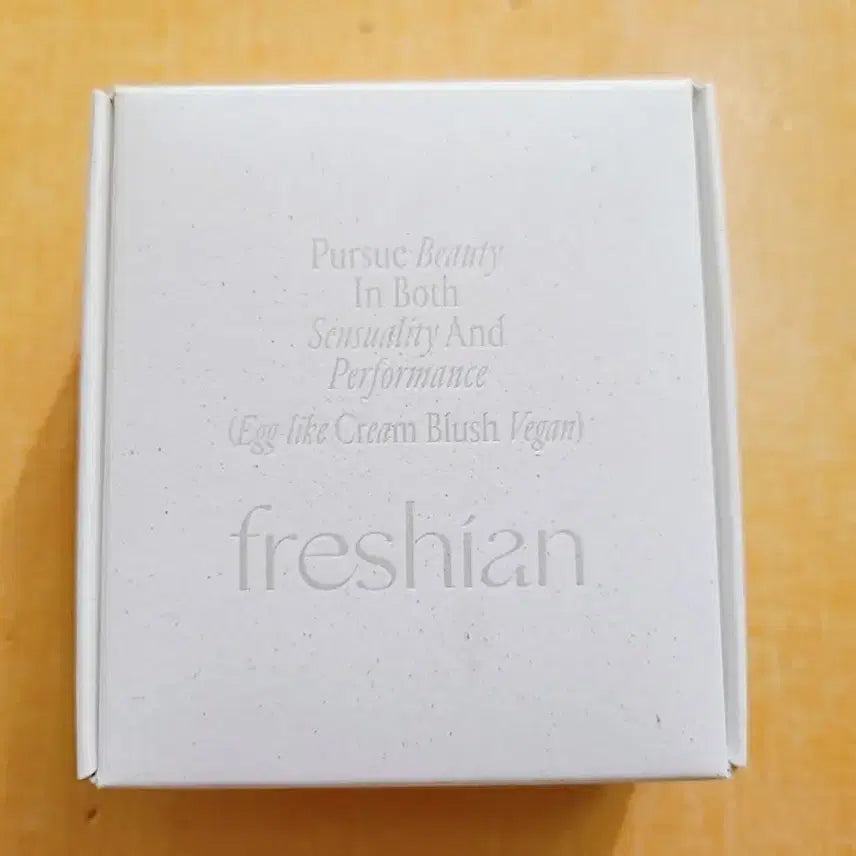 Pursue Beauty
In Both
Sensuality And
Performance
(Egg-like Cream Blush Vegan)
freshian